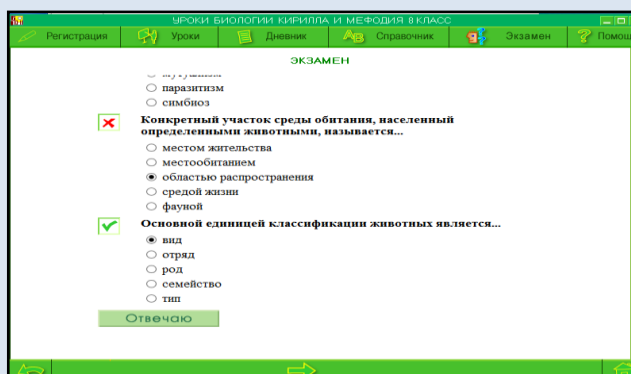 УРОКИ БИОЛОГИИ КИРИЛЛА И МЕФОДИЯ 8 КЛАСС
Регистрация Уроки Дневник Справочник Экзамен Помощ
ЭКЗАМЕН
паразитизм
симбиоз
Конкретный участок среды обитания, населенный
определенными животными, называется...
местом жительства
местообитанием
областью распространения
средой жизни
фауной
Основной единицей классификации животных является...
вид
отряд
род
семейство
тип
Отвечаю